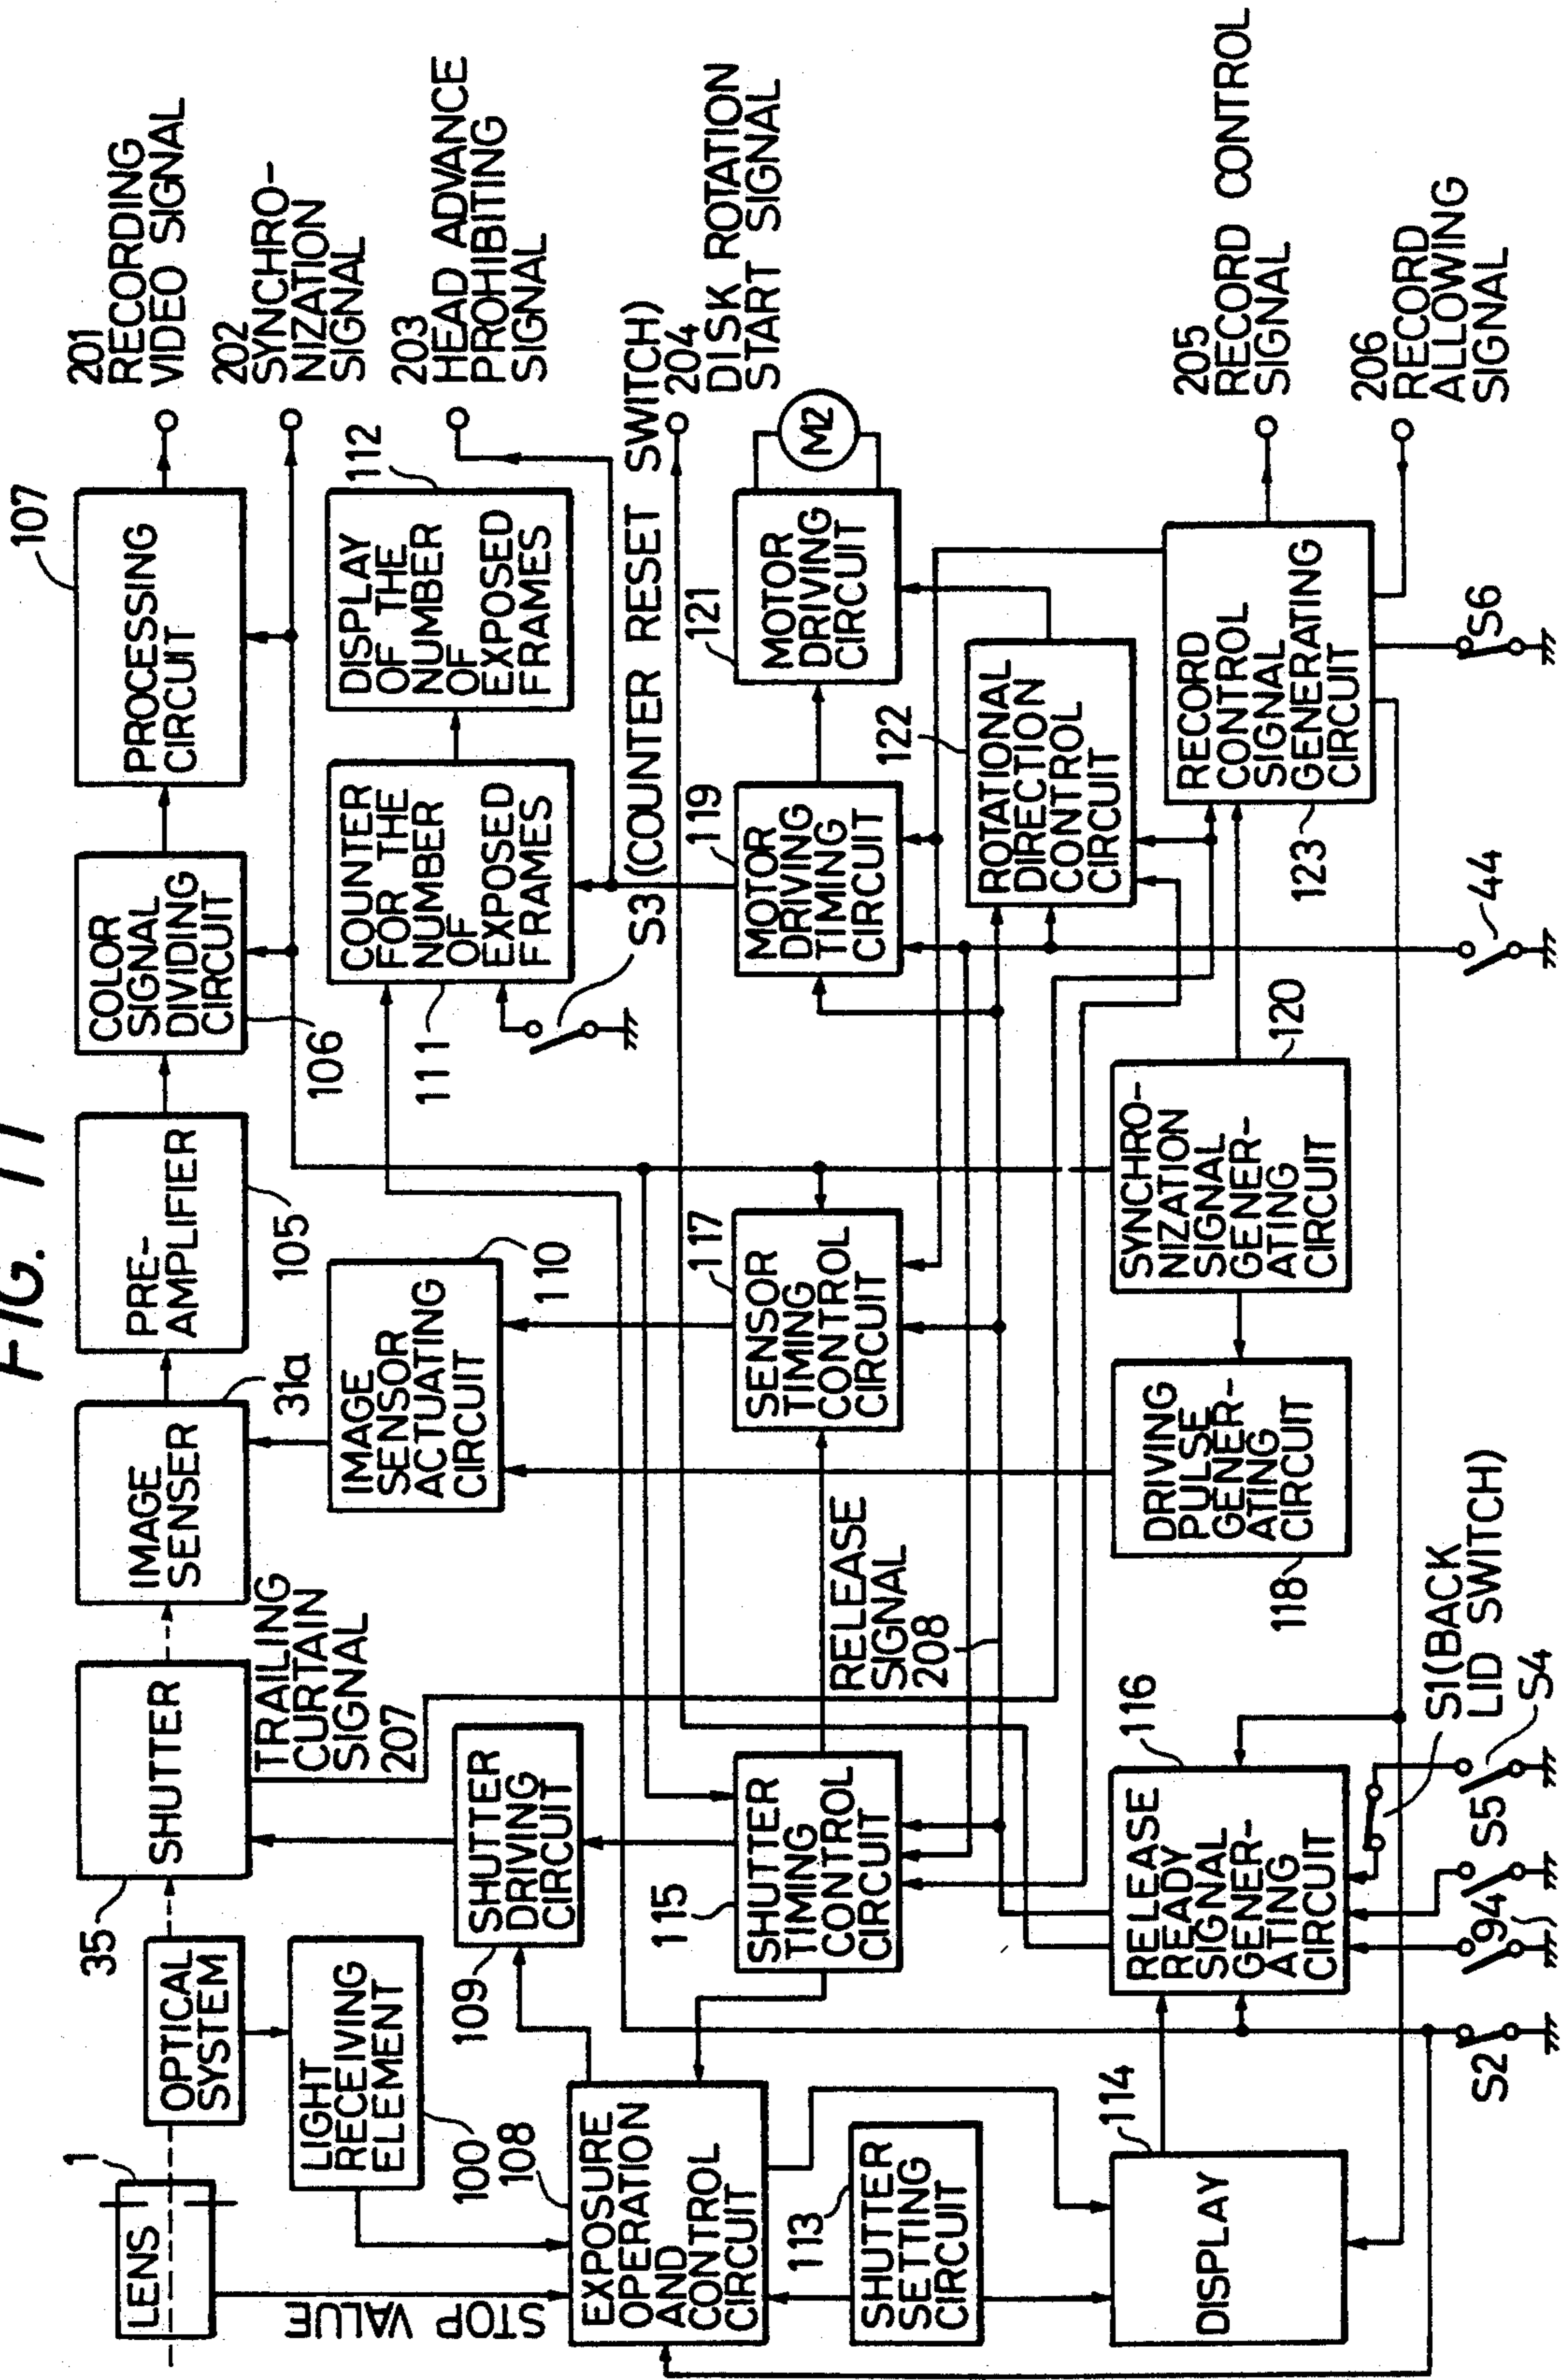 FIG. 11
1
LENS
STOP VALUE
OPTICAL
SYSTEM
LIGHT
RECEIVING
ELEMENT
100
35
SHUTTER
TRAILING
CURTAIN
SIGNAL
207
IMAGE
SENSER
31a
PRE-
AMPLIFIER
105
COLOR
SIGNAL
DIVIDING
CIRCUIT
106
PROCESSING
CIRCUIT
107
201
RECORDING
VIDEO SIGNAL
202
SYNCHRO-
NIZATION
SIGNAL
203
HEAD ADVANCE
PROHIBITING
SIGNAL
IMAGE
SENSOR
ACTUATING
CIRCUIT
110
COUNTER
FOR THE
NUMBER
OF
EXPOSED
FRAMES
111
DISPLAY
OF THE
NUMBER
OF
EXPOSED
FRAMES
112
S3 (COUNTER RESET SWITCH)
204
DISK ROTATION
START SIGNAL
108
EXPOSURE
OPERATION
AND
CONTROL
CIRCUIT
109
SHUTTER
DRIVING
CIRCUIT
115
SHUTTER
TIMING
CONTROL
CIRCUIT
RELEASE
SIGNAL
208
SENSOR
TIMING
CONTROL
CIRCUIT
117
MOTOR
DRIVING
TIMING
CIRCUIT
119
MOTOR
DRIVING
CIRCUIT
121
M2
113
SHUTTER
SETTING
CIRCUIT
ROTATIONAL
DIRECTION
CONTROL
CIRCUIT
122
DISPLAY
114
RELEASE
READY
SIGNAL
GENER-
ATING
CIRCUIT
116
DRIVING
PULSE
GENER-
ATING
CIRCUIT
118
SYNCHRO-
NIZATION
SIGNAL
GENER-
ATING
CIRCUIT
120
RECORD
CONTROL
SIGNAL
GENERATING
CIRCUIT
123
205
RECORD CONTROL
SIGNAL
206
RECORD
ALLOWING
SIGNAL
S1(BACK
LID SWITCH)
S2
94
S5
S4
44
S6